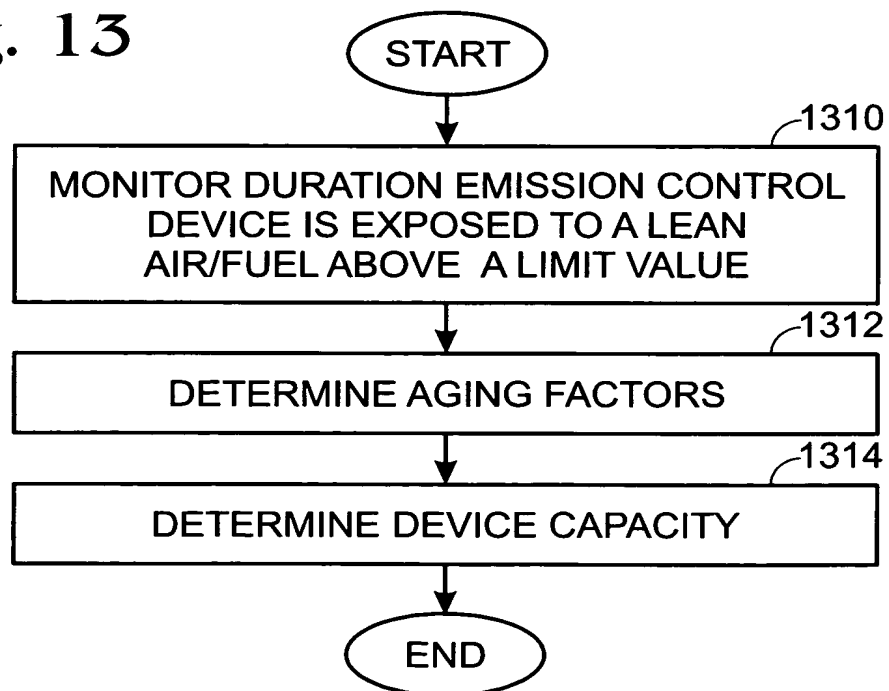 g. 13
START
1310
MONITOR DURATION EMISSION CONTROL
DEVICE IS EXPOSED TO A LEAN
AIR/FUEL ABOVE A LIMIT VALUE
1312
DETERMINE AGING FACTORS
1314
DETERMINE DEVICE CAPACITY
END